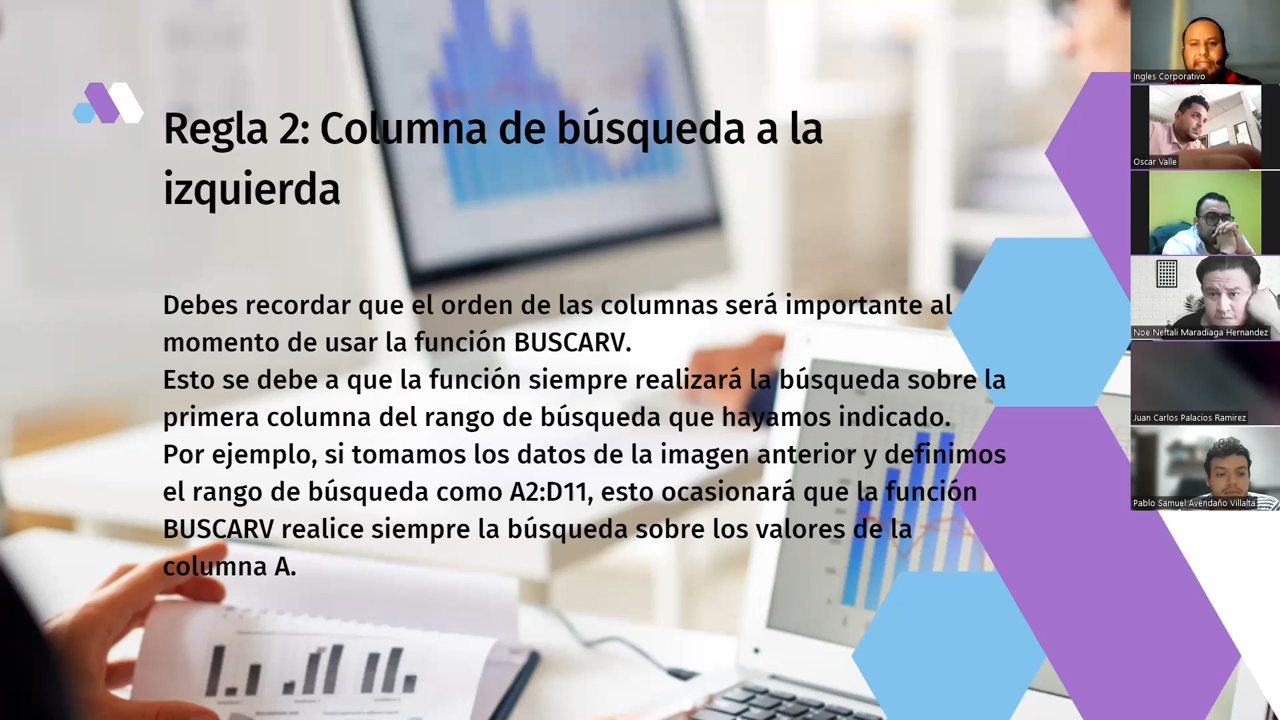 Regla 2: Columna de búsqueda a la
izquierda
Debes recordar que el orden de las columnas será importante al
momento de usar la función BUSCARV.
Esto se debe a que la función siempre realizará la búsqueda sobre la
primera columna del rango de búsqueda que hayamos indicado.
Por ejemplo, si tomamos los datos de la imagen anterior y definimos
el rango de búsqueda como A2:D11, esto ocasionará que la función
BUSCARV realice siempre la búsqueda sobre los valores de la
columna A.
Ingles Corporativo
Oscar Valle
Noe Neftali Maradiaga Hernandez
Juan Carlos Palacios Ramirez
Pablo Samuel Avendaño Villalta